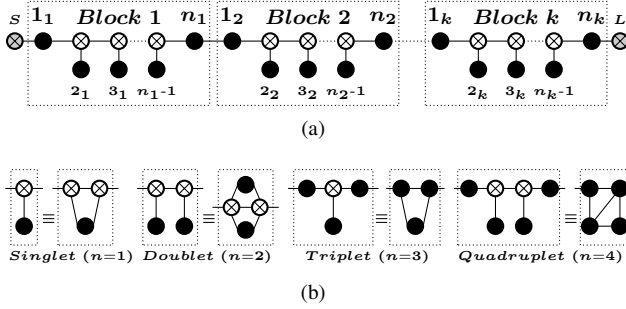 S 1₁ Block 1 n₁ 1₂ Block 2 n₂ 1ₖ Block k nₖ L
2₁ 3₁ n₁-1 2₂ 3₂ n₂-1 2ₖ 3ₖ nₖ-1
(a)
≡ ≡ ≡ ≡
Singlet (n=1) Doublet (n=2) Triplet (n=3) Quadruplet (n=4)
(b)